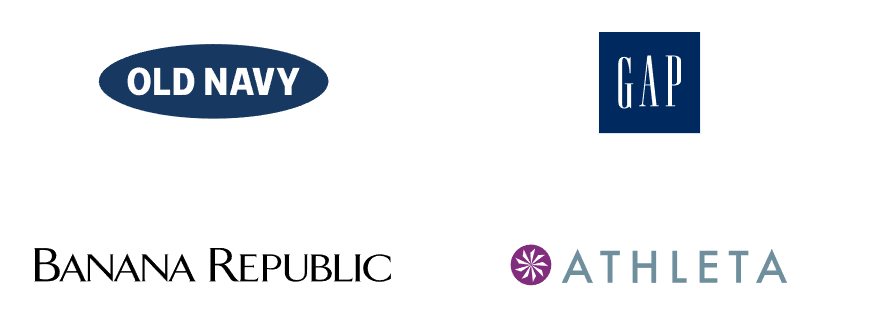 OLD NAVY
GAP
BANANA REPUBLIC
ATHLETA